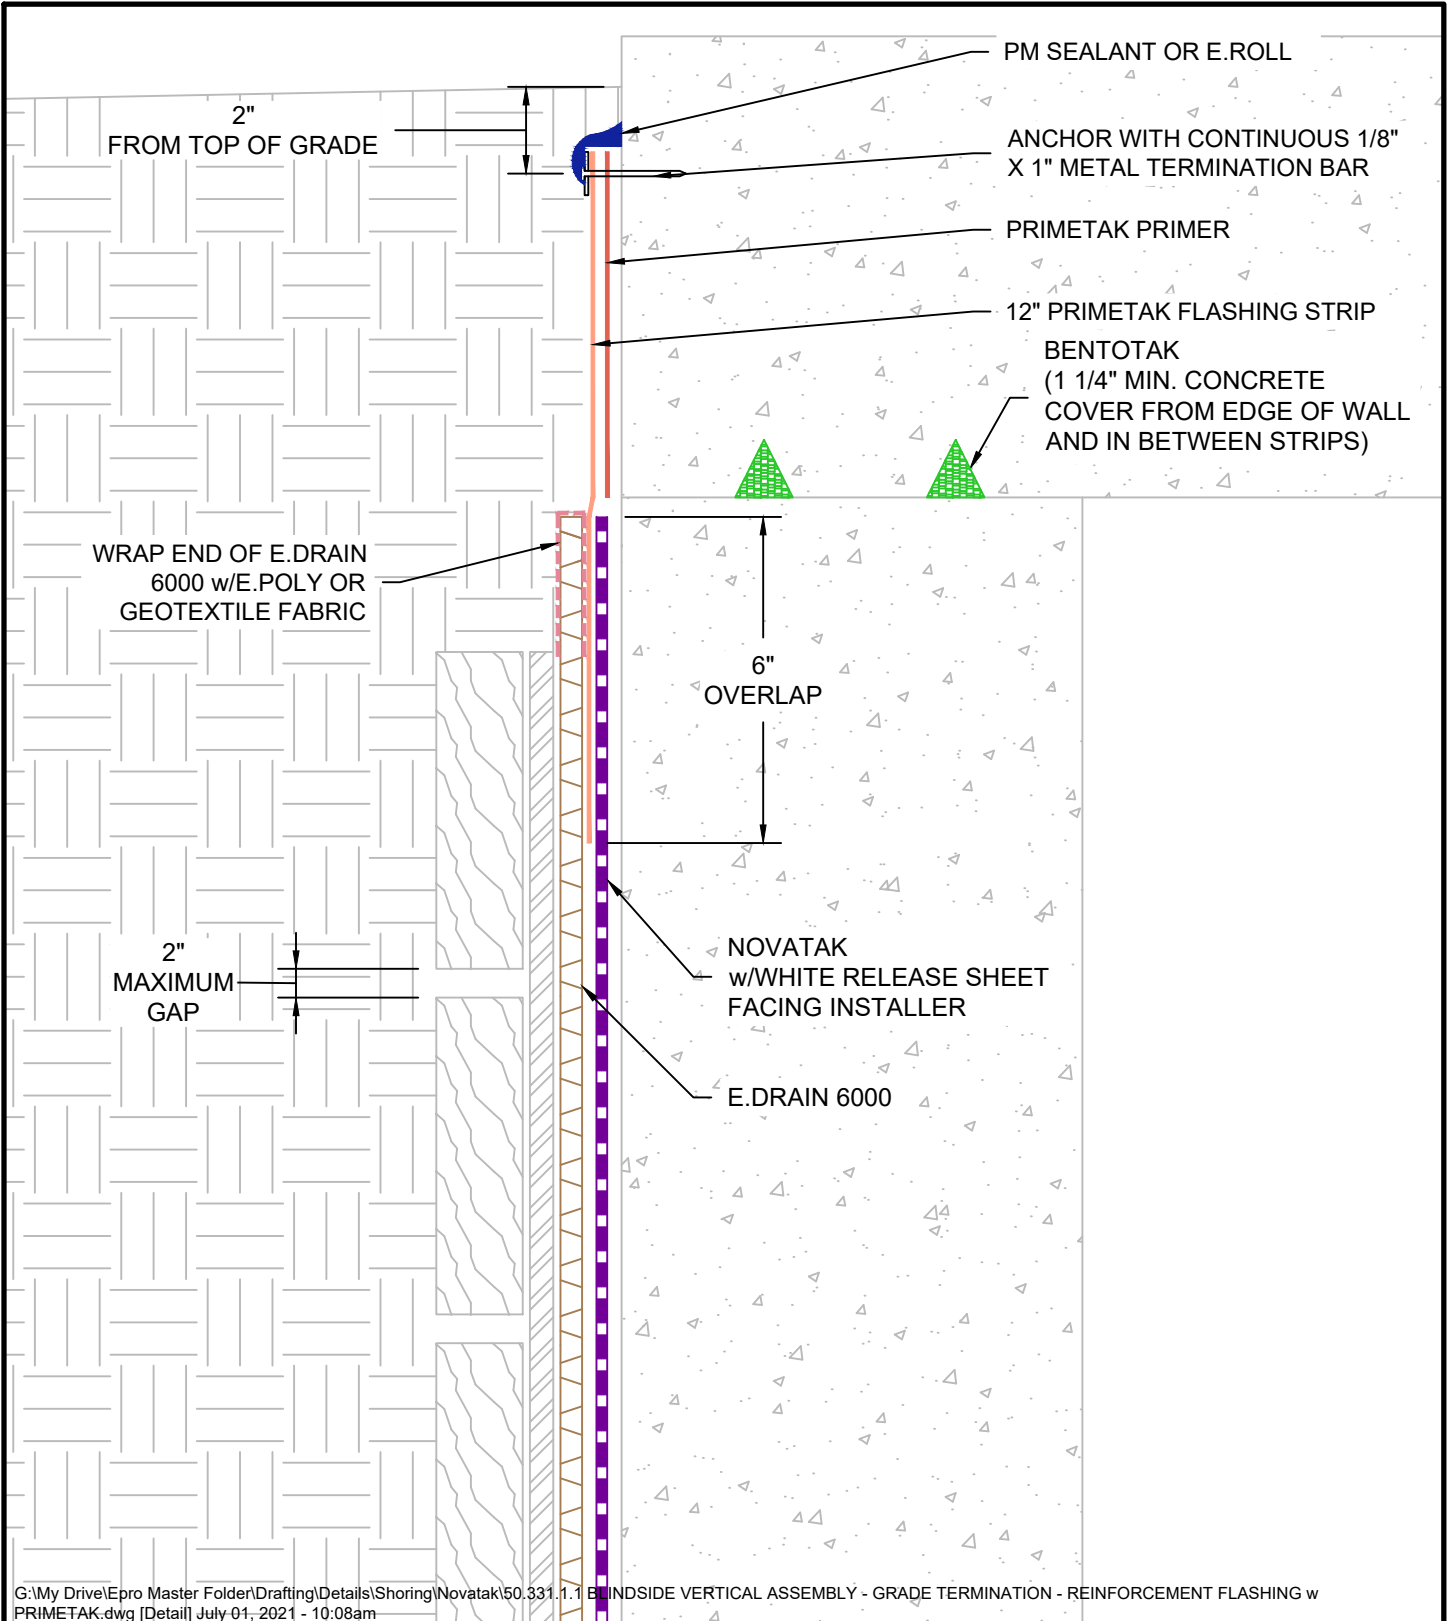 PM SEALANT OR E.ROLL
2"
FROM TOP OF GRADE
ANCHOR WITH CONTINUOUS 1/8"
X 1" METAL TERMINATION BAR
PRIMETAK PRIMER
12" PRIMETAK FLASHING STRIP
BENTOTAK
(1 1/4" MIN. CONCRETE
COVER FROM EDGE OF WALL
AND IN BETWEEN STRIPS)
WRAP END OF E.DRAIN
6000 w/E.POLY OR
GEOTEXTILE FABRIC
6"
OVERLAP
2"
MAXIMUM
GAP
NOVATAK
w/WHITE RELEASE SHEET
FACING INSTALLER
E.DRAIN 6000
G:\My Drive\Epro Master Folder\Drafting\Details\Shoring\Novatak\50.331.1.1 BLINDSIDE VERTICAL ASSEMBLY - GRADE TERMINATION - REINFORCEMENT FLASHING w
PRIMETAK.dwg [Detail] July 01, 2021 - 10:08am